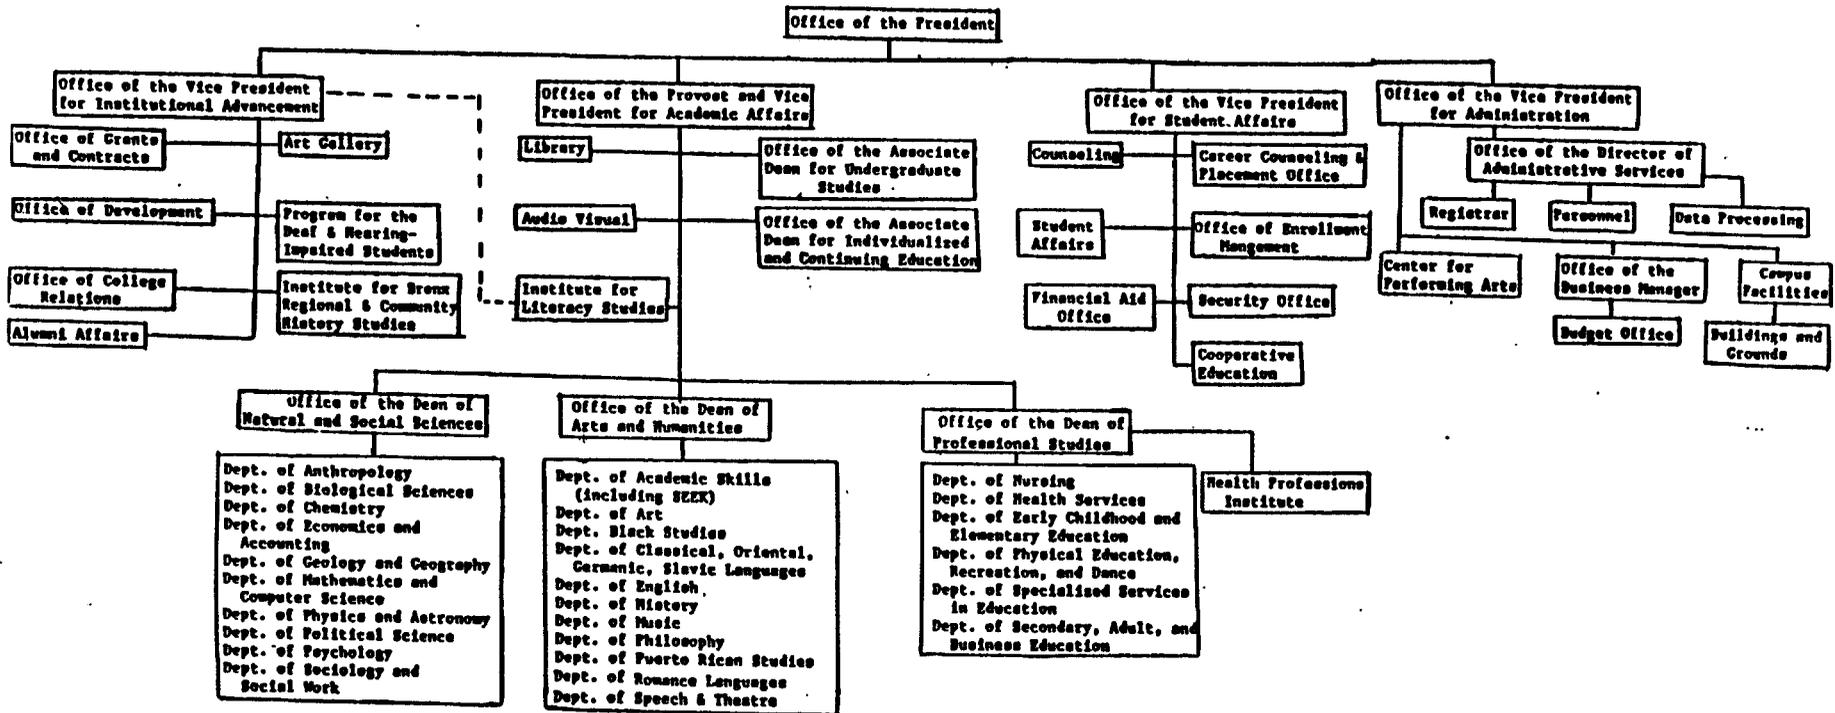 Office of the President
Office of the Vice President
for Institutional Advancement
Office of the Provost and Vice
President for Academic Affairs
Office of the Vice President
for Student Affairs
Office of the Vice President
for Administration
Office of Grants
and Contracts
Art Gallery
Office of Development
Program for the
Deaf & Hearing-
Impaired Students
Office of College
Relations
Institute for Bronx
Regional & Community
History Studies
Alumni Affairs
Library
Office of the Associate
Dean for Undergraduate
Studies
Audio Visual
Office of the Associate
Dean for Individualized
and Continuing Education
Institute for
Literacy Studies
Counseling
Career Counseling &
Placement Office
Student
Affairs
Office of Enrollment
Mangement
Financial Aid
Office
Security Office
Cooperative
Education
Office of the Director of
Administrative Services
Registrar
Personnel
Data Processing
Center for
Performing Arts
Office of the
Business Manager
Campus
Facilities
Budget Office
Buildings and
Grounds
Office of the Dean of
Natural and Social Sciences
Office of the Dean of
Arts and Humanities
Office of the Dean of
Professional Studies
Dept. of Anthropology
Dept. of Biological Sciences
Dept. of Chemistry
Dept. of Economics and
Accounting
Dept. of Geology and Geography
Dept. of Mathematics and
Computer Science
Dept. of Physics and Astronomy
Dept. of Political Science
Dept. of Psychology
Dept. of Sociology and
Social Work
Dept. of Academic Skills
(including SEEK)
Dept. of Art
Dept. Black Studies
Dept. of Classical, Oriental,
Germanic, Slavic Languages
Dept. of English
Dept. of History
Dept. of Music
Dept. of Philosophy
Dept. of Puerto Rican Studies
Dept. of Romance Languages
Dept. of Speech & Theatre
Dept. of Nursing
Dept. of Health Services
Dept. of Early Childhood and
Elementary Education
Dept. of Physical Education,
Recreation, and Dance
Dept. of Specialized Services
in Education
Dept. of Secondary, Adult, and
Business Education
Health Professions
Institute